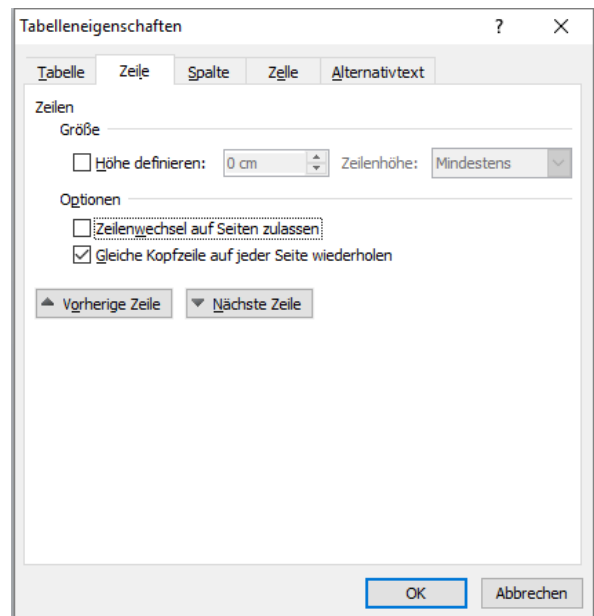 Tabelleneigenschaften ?
Tabelle Zeile Spalte Zelle Alternativtext
Zeilen
Größe
Höhe definieren: 0 cm Zeilenhöhe: Mindestens
Optionen
Zeilenwechsel auf Seiten zulassen
Gleiche Kopfzeile auf jeder Seite wiederholen
Vorherige Zeile Nächste Zeile
OK Abbrechen